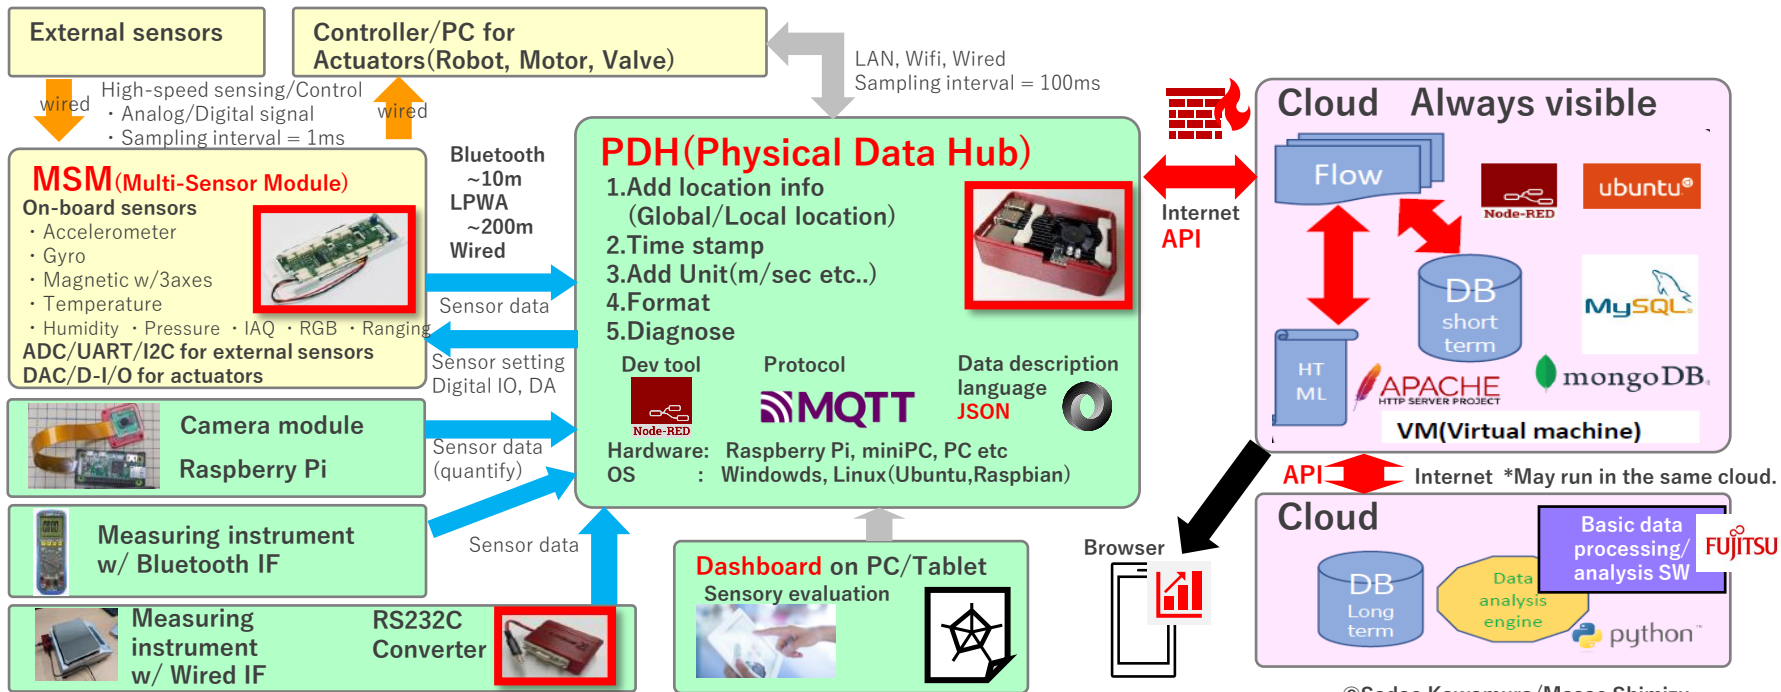 External sensors
Controller/PC for
Actuators(Robot, Motor, Valve)
LAN, Wifi, Wired
Sampling interval = 100ms
wired
High-speed sensing/Control
・Analog/Digital signal
・Sampling interval = 1ms
wired
MSM(Multi-Sensor Module)
On-board sensors
・Accelerometer
・Gyro
・Magnetic w/3axes
・Temperature
・Humidity ・Pressure ・IAQ ・RGB ・Ranging
ADC/UART/I2C for external sensors
DAC/D-I/O for actuators
Bluetooth
~10m
LPWA
~200m
Wired
Sensor data
Sensor setting
Digital IO, DA
Sensor data
(quantify)
Sensor data
Camera module
Raspberry Pi
Measuring instrument
w/ Bluetooth IF
Measuring
instrument
w/ Wired IF
RS232C
Converter
PDH(Physical Data Hub)
1.Add location info
(Global/Local location)
2.Time stamp
3.Add Unit(m/sec etc..)
4.Format
5.Diagnose
Dev tool
Node-RED
Protocol
MQTT
Data description
language
JSON
Hardware: Raspberry Pi, miniPC, PC etc
OS : Windowds, Linux(Ubuntu,Raspbian)
Dashboard on PC/Tablet
Sensory evaluation
Internet
API
Cloud Always visible
Flow
Node-RED
ubuntu
DB
short
term
MySQL
HT
ML
APACHE
HTTP SERVER PROJECT
mongoDB
VM(Virtual machine)
API
Internet *May run in the same cloud.
Browser
Cloud
DB
Long
term
Data
analysis
engine
Basic data
processing/
analysis SW
FUJITSU
python™